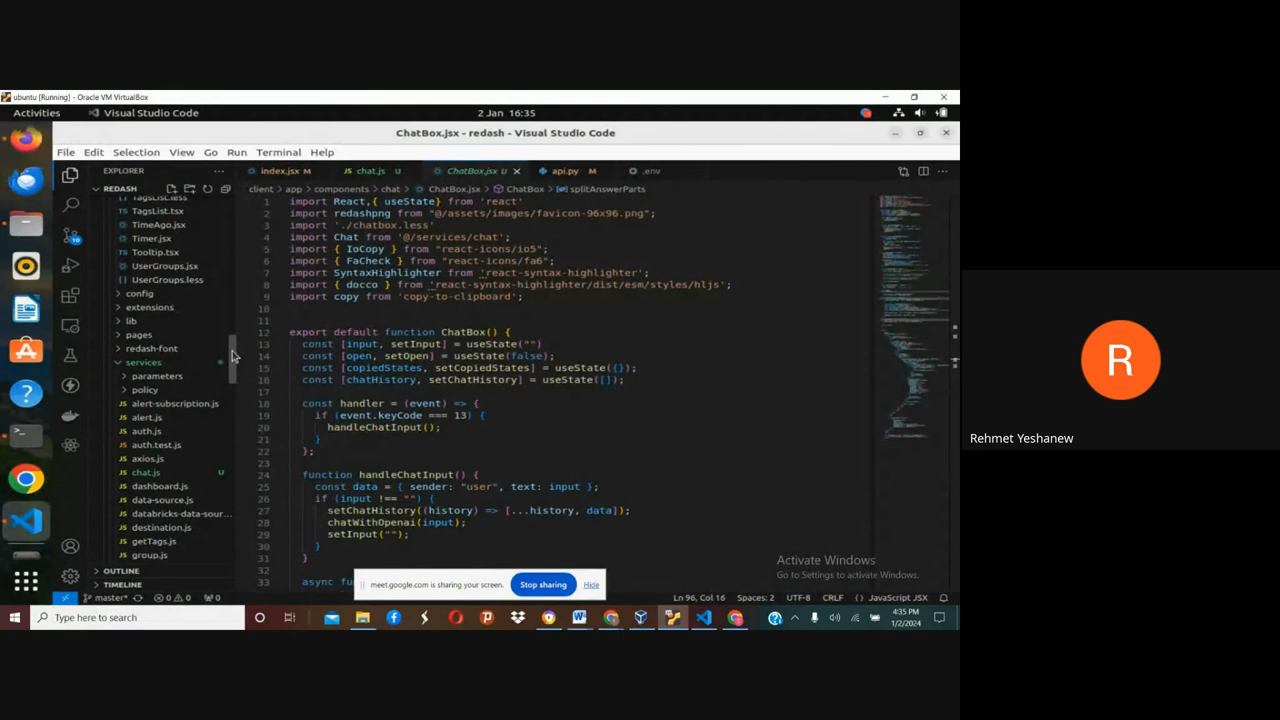 ubuntu [Running] - Oracle VM VirtualBox
Activities
Visual Studio Code
2 Jan 16:35
ChatBox.jsx - redash - Visual Studio Code
File Edit Selection View Go Run Terminal Help
EXPLORER
index.jsx M
chat.js U
ChatBox.jsx U
api.py M
.env
REDASH
client > app > components > chat > ChatBox.jsx > ChatBox > splitAnswerParts
TagsList.less
TagsList.tsx
TimeAgo.jsx
Timer.jsx
Tooltip.tsx
UserGroups.jsx
UserGroups.less
config
extensions
lib
pages
redash-font
services
parameters
policy
alert-subscription.js
alert.js
auth.js
auth.test.js
axios.js
chat.js U
dashboard.js
data-source.js
databricks-data-sour...
destination.js
getTags.js
group.js
OUTLINE
TIMELINE
1 import React,{ useState} from 'react'
2 import redashpng from "@/assets/images/favicon-96x96.png";
3 import './chatbox.less'
4 import Chat from '@/services/chat';
5 import { IoCopy } from "react-icons/io5";
6 import { FaCheck } from "react-icons/fa6";
7 import SyntaxHighlighter from 'react-syntax-highlighter';
8 import { docco } from 'react-syntax-highlighter/dist/esm/styles/hljs';
9 import copy from 'copy-to-clipboard';
10
11
12 export default function ChatBox() {
13 const [input, setInput] = useState("")
14 const [open, setOpen] = useState(false);
15 const [copiedStates, setCopiedStates] = useState({});
16 const [chatHistory, setChatHistory] = useState([]);
17
18 const handler = (event) => {
19 if (event.keyCode === 13) {
20 handleChatInput();
21 }
22 };
23
24 function handleChatInput() {
25 const data = { sender: "user", text: input };
26 if (input !== "") {
27 setChatHistory((history) => [...history, data]);
28 chatWithOpenai(input);
29 setInput("");
30 }
31 }
32
33 async fu
Activate Windows
Go to Settings to activate Windows.
meet.google.com is sharing your screen.
Stop sharing
Hide
master*
0 0
0
Ln 96, Col 16
Spaces: 2
UTF-8
CRLF
{} JavaScript JSX
Type here to search
4:35 PM
1/2/2024
R
Rehmet Yeshanew